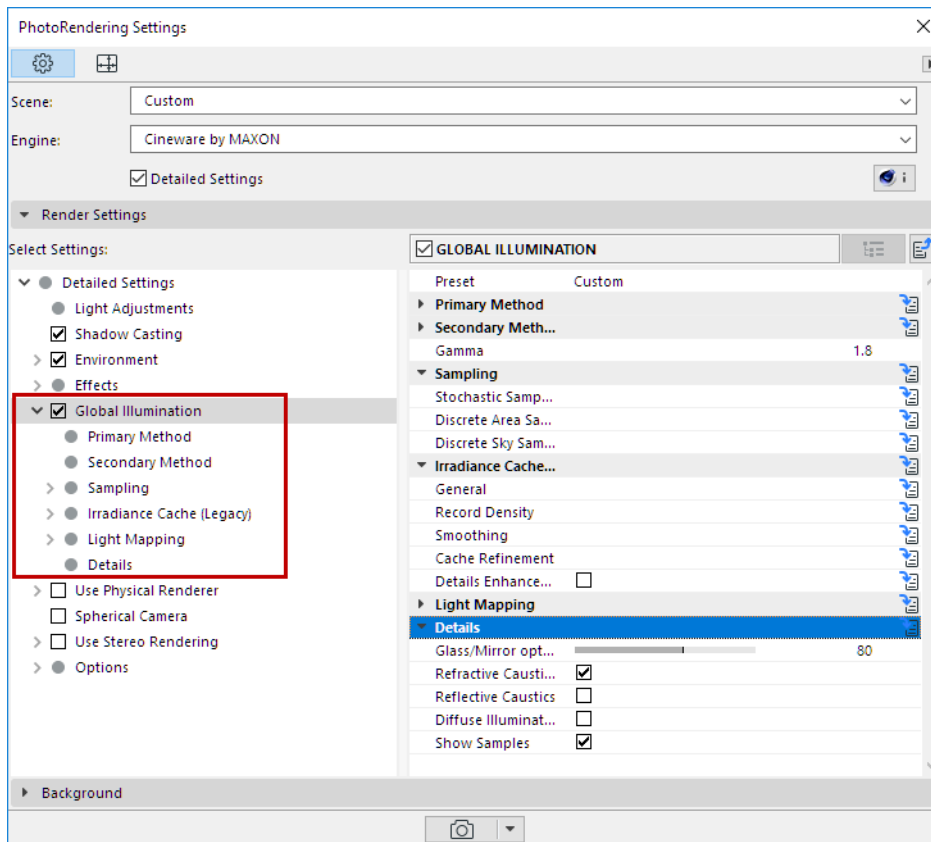 PhotoRendering Settings
Scene: Custom
Engine: Cineware by MAXON
Detailed Settings
i
Render Settings
Select Settings:
Detailed Settings
Light Adjustments
Shadow Casting
Environment
Effects
Global Illumination
Primary Method
Secondary Method
Sampling
Irradiance Cache (Legacy)
Light Mapping
Details
Use Physical Renderer
Spherical Camera
Use Stereo Rendering
Options
GLOBAL ILLUMINATION
Preset Custom
Primary Method
Secondary Meth...
Gamma 1.8
Sampling
Stochastic Samp...
Discrete Area Sa...
Discrete Sky Sam...
Irradiance Cache...
General
Record Density
Smoothing
Cache Refinement
Details Enhance...
Light Mapping
Details
Glass/Mirror opt... 80
Refractive Causti...
Reflective Caustics
Diffuse Illuminat...
Show Samples
Background